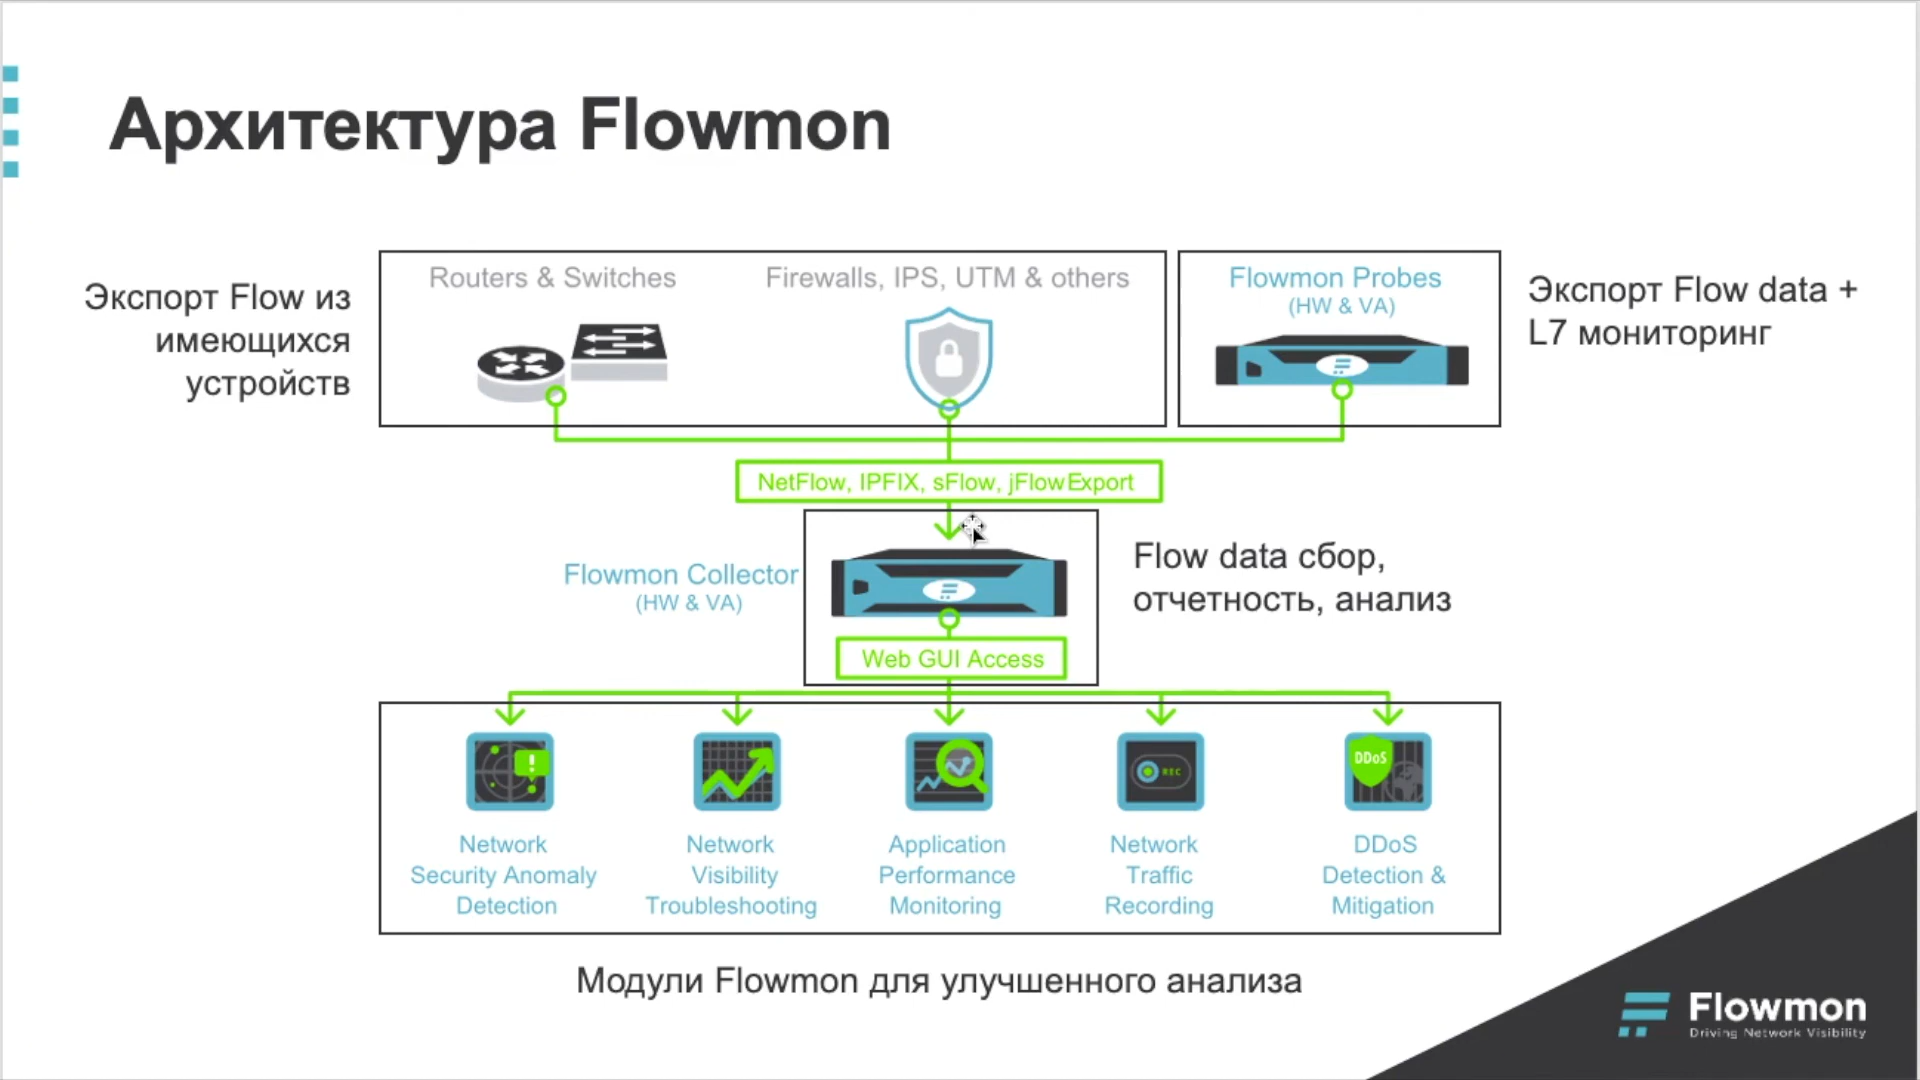 Архитектура Flowmon
Экспорт Flow из
имеющихся
устройств
Routers & Switches
Firewalls, IPS, UTM & others
Flowmon Probes
(HW & VA)
Экспорт Flow data +
L7 мониторинг
NetFlow, IPFIX, sFlow, jFlowExport
Flowmon Collector
(HW & VA)
Flow data сбор,
отчетность, анализ
Web GUI Access
!
REC
DDoS
Network
Security Anomaly
Detection
Network
Visibility
Troubleshooting
Application
Performance
Monitoring
Network
Traffic
Recording
DDoS
Detection &
Mitigation
Модули Flowmon для улучшенного анализа
Flowmon
Driving Network Visibility